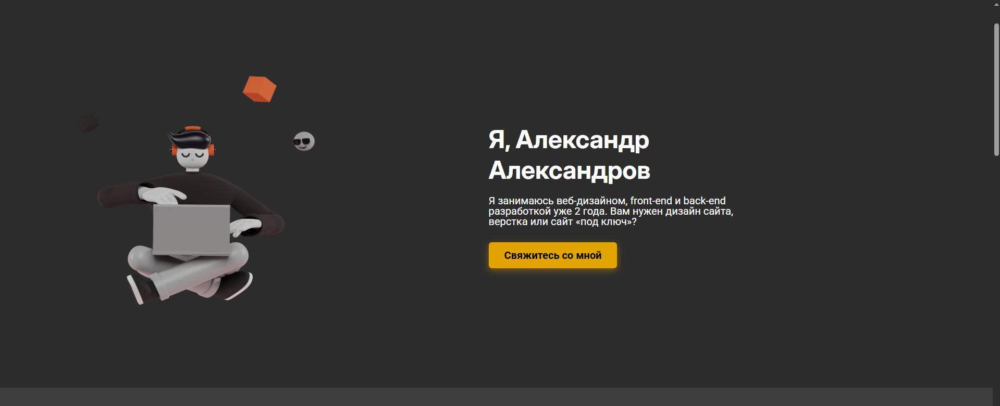 Я, Александр
Александров
Я занимаюсь веб-дизайном, front-end и back-end
разработкой уже 2 года. Вам нужен дизайн сайта,
верстка или сайт «под ключ»?
Свяжитесь со мной